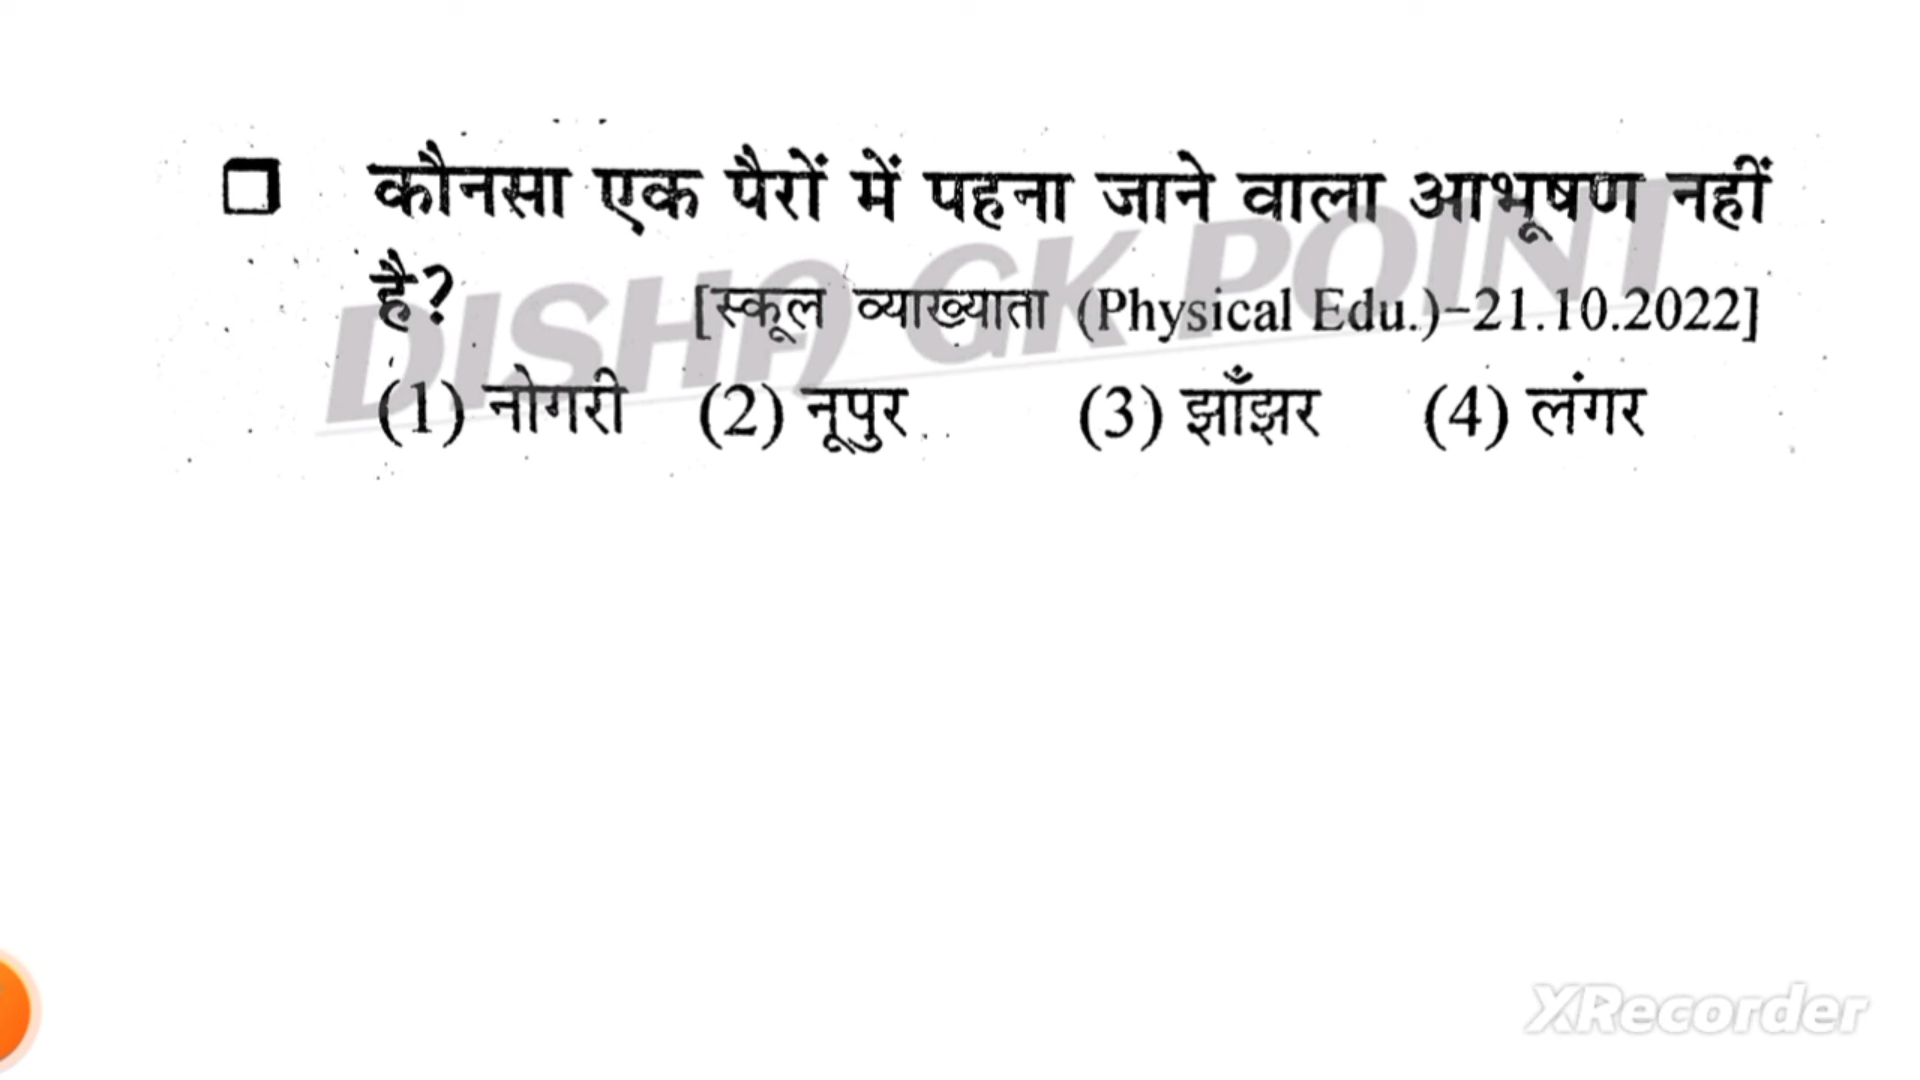 कौनसा एक पैरों में पहना जाने वाला आभूषण नहीं
है? [स्कूल व्याख्याता (Physical Edu.)–21.10.2022]
DISHA GK POINT
(1) नोगरी (2) नूपुर (3) झाँझर (4) लंगर
XRecorder